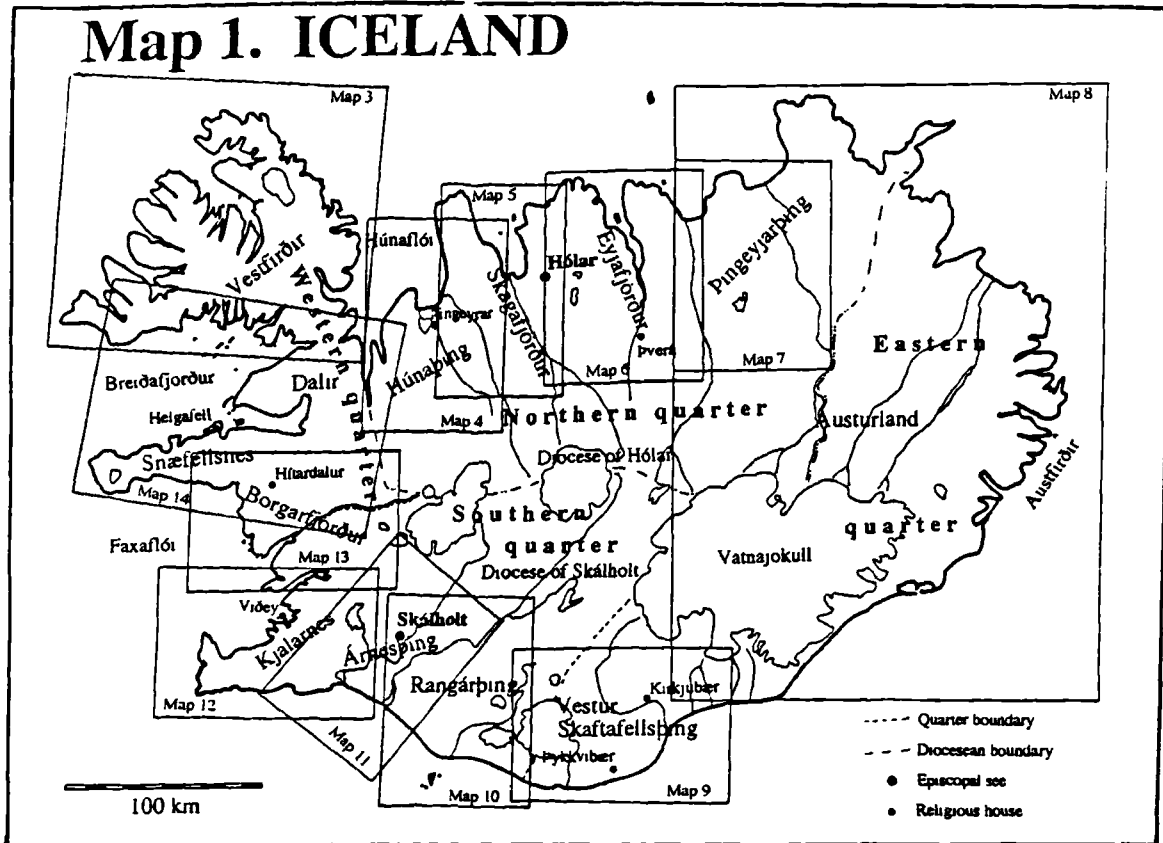 Map 1. ICELAND
Map 3
Map 8
Map 5
Húnaflói
Hólar
Eyjafjörður
Þingeyjarþing
Vestfirðir
Western quarter
Skagafjörður
Þingeyrar
Húnaþing
Þverá
Map 7
Map 6
Eastern
Breiðafjorður
Dalir
Helgafell
Map 4
Northern quarter
Austurland
Snæfellsnes
Diocese of Hólar
Hítardalur
Map 14
Borgarfjorður
Southern
quarter
Austfirðir
quarter
Faxaflói
Map 13
Vatnajokull
Diocese of Skálholt
Viðey
Skálholt
Kjalarnes
Árnesþing
Rangárþing
Kirkjubær
Map 12
Vestur
Skaftafellsþing
Map 11
Þykkvibær
Map 10
Map 9
100 km
Quarter boundary
Diocesean boundary
Episcopal see
Religious house